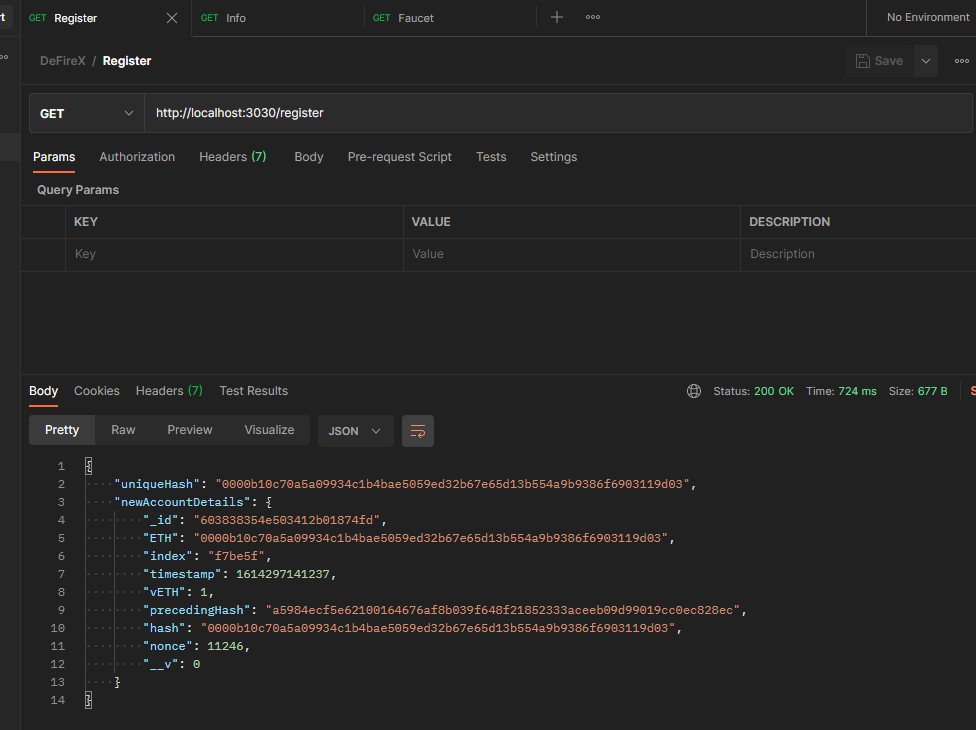 rt GET Register GET Info GET Faucet No Environment
DeFireX / Register Save
GET http://localhost:3030/register
Params Authorization Headers (7) Body Pre-request Script Tests Settings
Query Params
KEY VALUE DESCRIPTION
Key Value Description
Body Cookies Headers (7) Test Results Status: 200 OK Time: 724 ms Size: 677 B S
Pretty Raw Preview Visualize JSON
1 {
2 "uniqueHash": "0000b10c70a5a09934c1b4bae5059ed32b67e65d13b554a9b9386f6903119d03",
3 "newAccountDetails": {
4 "_id": "603838354e503412b01874fd",
5 "ETH": "0000b10c70a5a09934c1b4bae5059ed32b67e65d13b554a9b9386f6903119d03",
6 "index": "f7be5f",
7 "timestamp": 1614297141237,
8 "vETH": 1,
9 "precedingHash": "a5984ecf5e62100164676af8b039f648f21852333aceeb09d99019cc0ec828ec",
10 "hash": "0000b10c70a5a09934c1b4bae5059ed32b67e65d13b554a9b9386f6903119d03",
11 "nonce": 11246,
12 "__v": 0
13 }
14 }